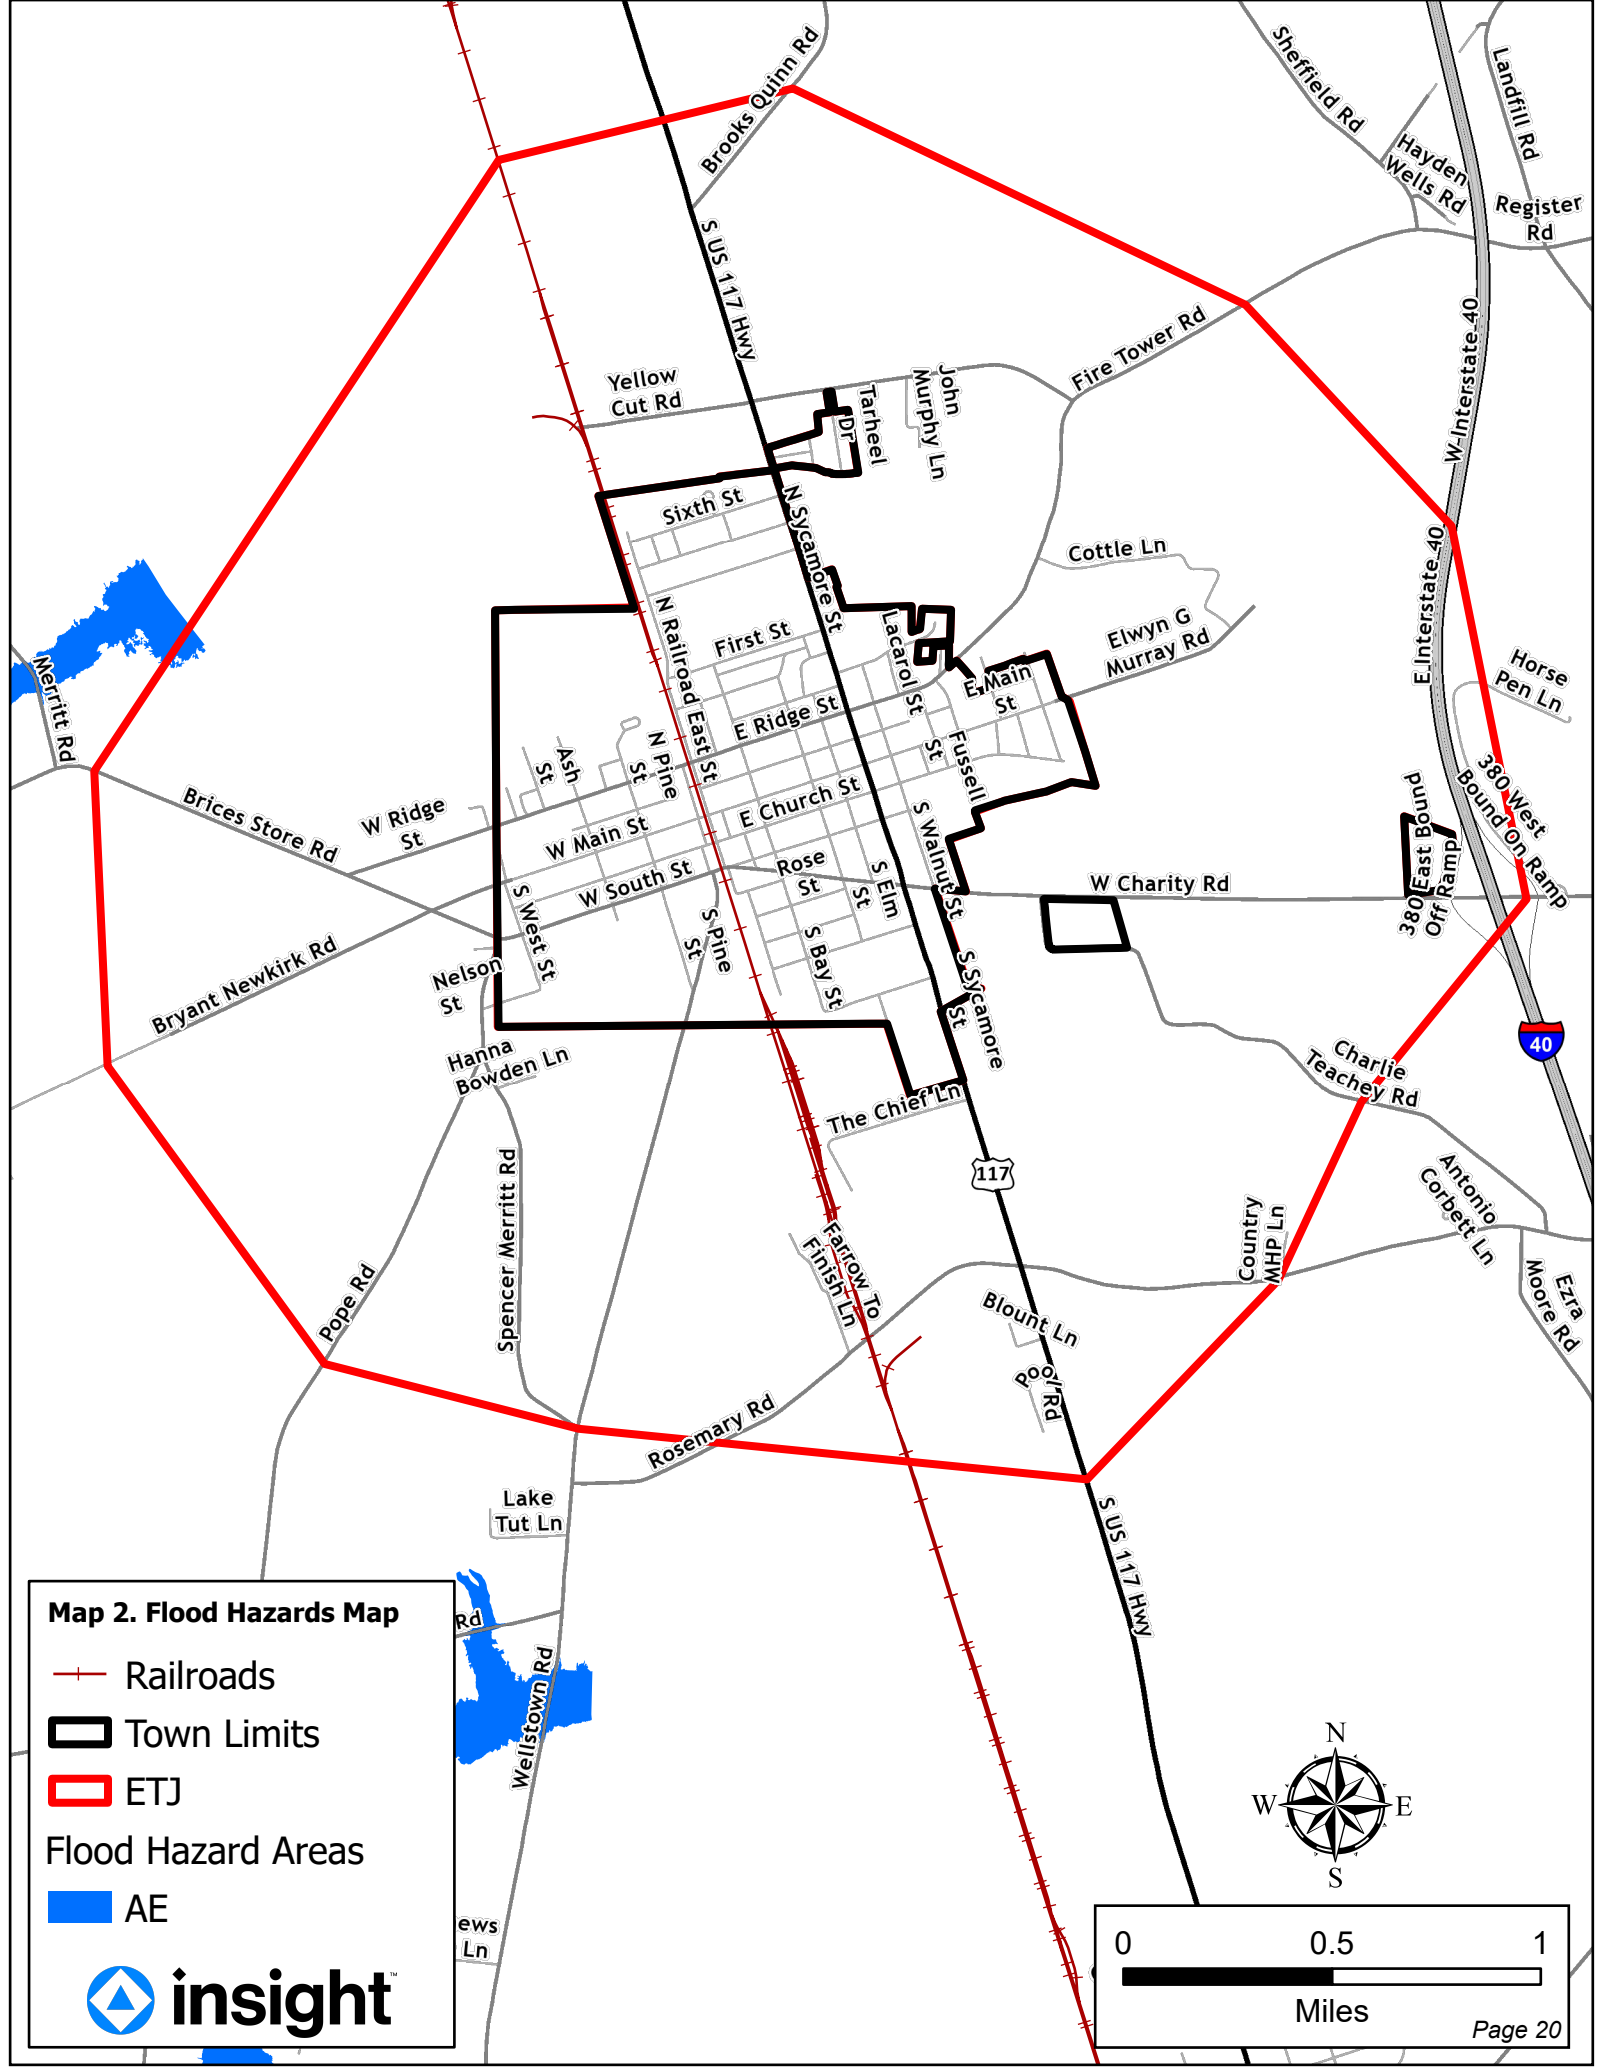 Brooks Quinn Rd
Sheffield Rd
Landfill Rd
Hayden
Wells Rd
Register
Rd
S US 117 Hwy
Fire Tower Rd
W Interstate 40
Yellow
Cut Rd
Tarheel
Dr
John
Murphy Ln
Sixth St
N Sycamore St
Cottle Ln
E Interstate 40
Elwyn G
Murray Rd
Horse
Pen Ln
N Railroad East St
First St
Lacarol St
E Main
St
Merritt Rd
E Ridge St
Ash
St
N Pine
St
Fussell
St
380 West
Bound On Ramp
380 East Bound
Off Ramp
Brices Store Rd
W Ridge
St
W Main St
E Church St
S Walnut St
W South St
Rose
St
S Elm
St
W Charity Rd
S West St
S Pine
St
S Bay St
Bryant Newkirk Rd
Nelson
St
S Sycamore
St
40
Hanna
Bowden Ln
The Chief Ln
Charlie
Teachey Rd
117
Antonio
Corbett Ln
Spencer Merritt Rd
Farrow To
Finish Ln
Country
MHP Ln
Pope Rd
Blount Ln
Ezra
Moore Rd
Pool Rd
Rosemary Rd
Lake
Tut Ln
S US 117 Hwy
Rd
Wellstown Rd
ews
Ln
Map 2. Flood Hazards Map
Railroads
Town Limits
ETJ
Flood Hazard Areas
AE
insight™
N
W
E
S
0 0.5 1
Miles
Page 20